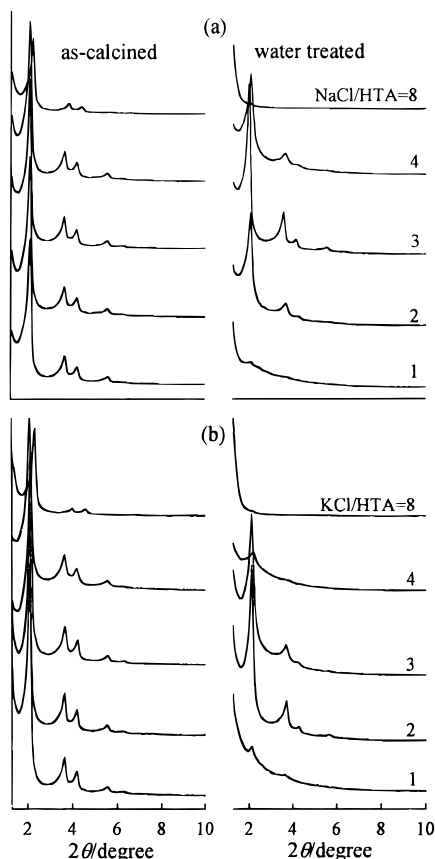 (a)
as-calcined
water treated
NaCl/HTA=8
4
3
2
1
(b)
KCl/HTA=8
4
3
2
1
2 4 6 8 10 2 4 6 8 10
2θ/degree 2θ/degree